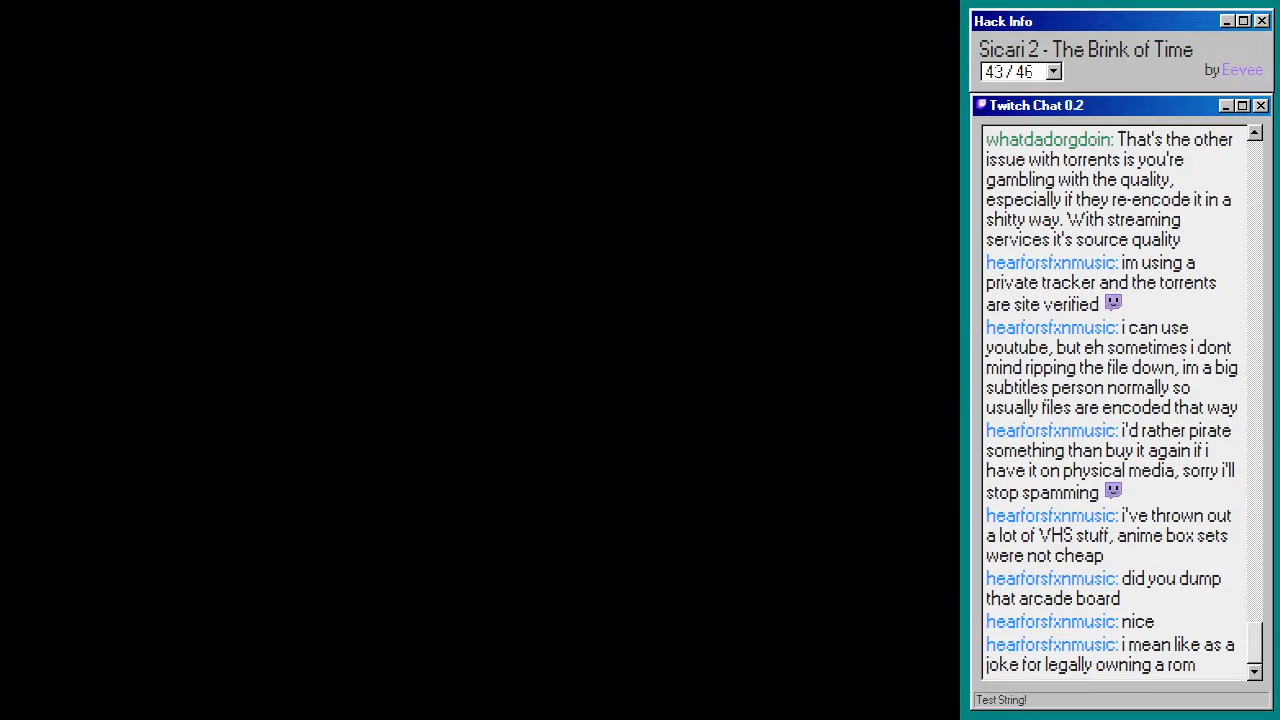 Hack Info
Sicari 2 - The Brink of Time
43 / 46
by Eevee
Twitch Chat 0.2
whatdadorgdoin: That's the other
issue with torrents is you're
gambling with the quality,
especially if they re-encode it in a
shitty way. With streaming
services it's source quality
hearforsfxnmusic: im using a
private tracker and the torrents
are site verified
hearforsfxnmusic: i can use
youtube, but eh sometimes i dont
mind ripping the file down, im a big
subtitles person normally so
usually files are encoded that way
hearforsfxnmusic: i'd rather pirate
something than buy it again if i
have it on physical media, sorry i'll
stop spamming
hearforsfxnmusic: i've thrown out
a lot of VHS stuff, anime box sets
were not cheap
hearforsfxnmusic: did you dump
that arcade board
hearforsfxnmusic: nice
hearforsfxnmusic: i mean like as a
joke for legally owning a rom
Test String!